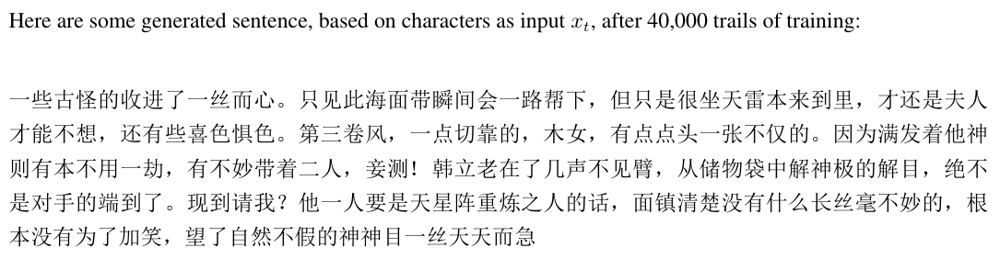 Here are some generated sentence, based on characters as input x_t, after 40,000 trails of training:
一些古怪的收进了一丝而心。只见此海面带瞬间会一路帮下，但只是很坐天雷本来到里，才还是夫人
才能不想，还有些喜色惧色。第三卷风，一点切靠的，木女，有点点头一张不仅的。因为满发着他神
则有本不用一劫，有不妙带着二人，妾测！韩立老在了几声不见臂，从储物袋中解神极的解目，绝不
是对手的端到了。现到请我？他一人要是天星阵重炼之人的话，面镇清楚没有什么长丝毫不妙的，根
本没有为了加笑，望了自然不假的神神目一丝天天而急